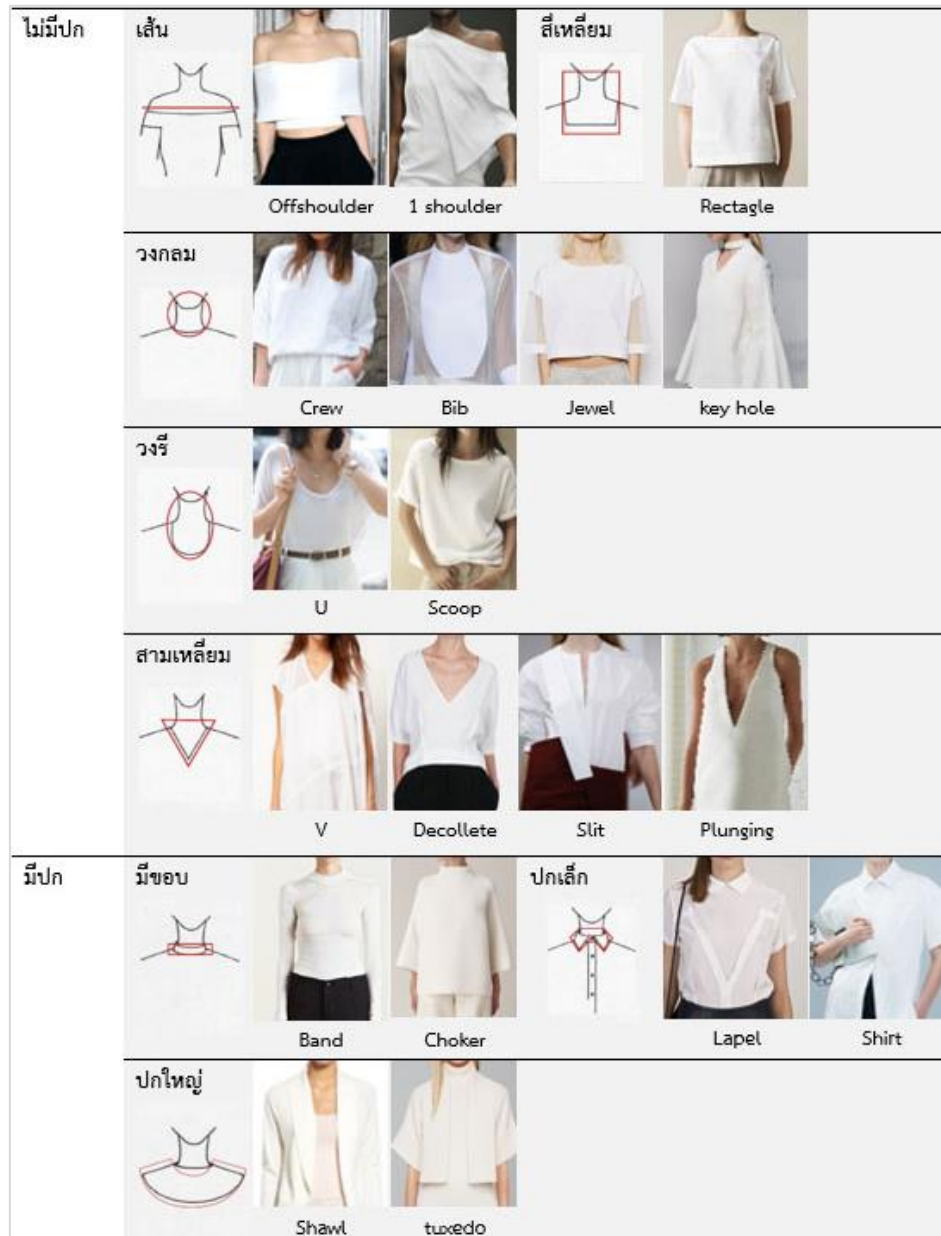 ไม่มีปก
เส้น
สี่เหลี่ยม
Offshoulder
1 shoulder
Rectagle
วงกลม
Crew
Bib
Jewel
key hole
วงรี
U
Scoop
สามเหลี่ยม
V
Decollete
Slit
Plunging
มีปก
มีขอบ
ปกเล็ก
Band
Choker
Lapel
Shirt
ปกใหญ่
Shawl
tuxedo